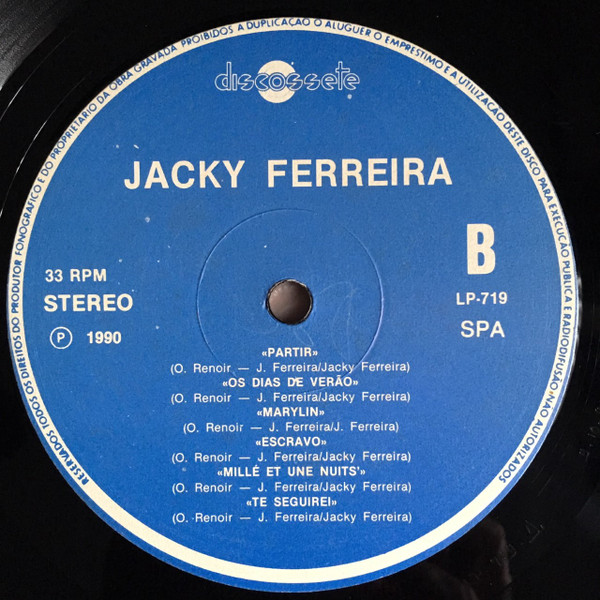 RESERVADOS TODOS OS DIREITOS DO PRODUTOR FONOGRAFICO E DO PROPRIETARIO DA OBRA GRAVADA PROIBIDOS A DUPLICAÇÃO O ALUGUER O EMPRESTIMO E A UTILIZAÇÃO DESTE DISCO PARA EXECUÇÃO PUBLICA E RADIODIFUSÃO, NÃO AUTORIZADOS
discossete
JACKY FERREIRA
B
33 RPM
LP-719
STEREO
SPA
Ⓟ 1990
«PARTIR»
(O. Renoir — J. Ferreira/Jacky Ferreira)
«OS DIAS DE VERÃO»
(O. Renoir — J. Ferreira/Jacky Ferreira)
«MARYLIN»
(O. Renoir — J. Ferreira/J. Ferreira)
«ESCRAVO»
(O. Renoir — J. Ferreira/Jacky Ferreira)
«MILLÉ ET UNE NUITS'»
(O. Renoir — J. Ferreira/Jacky Ferreira)
«TE SEGUIREI»
(O. Renoir — J. Ferreira/Jacky Ferreira)